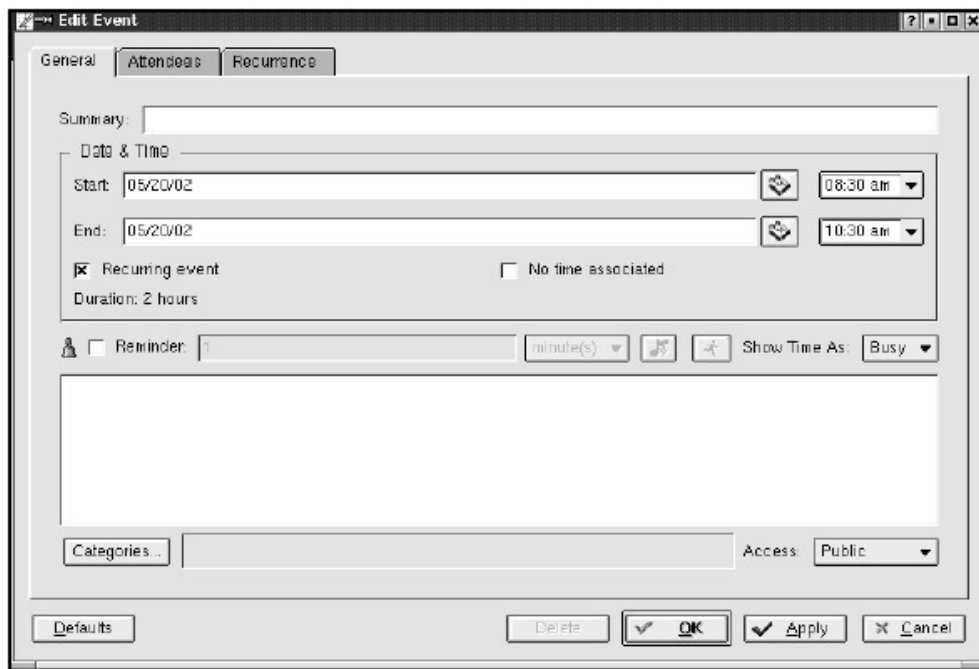 Edit Event
General Attendees Recurrence
Summary:
Date & Time
Start: 05/20/02 08:30 am
End: 05/20/02 10:30 am
Recurring event No time associated
Duration: 2 hours
Reminder: 1 minute(s) Show Time As: Busy
Categories... Access: Public
Defaults Delete OK Apply Cancel